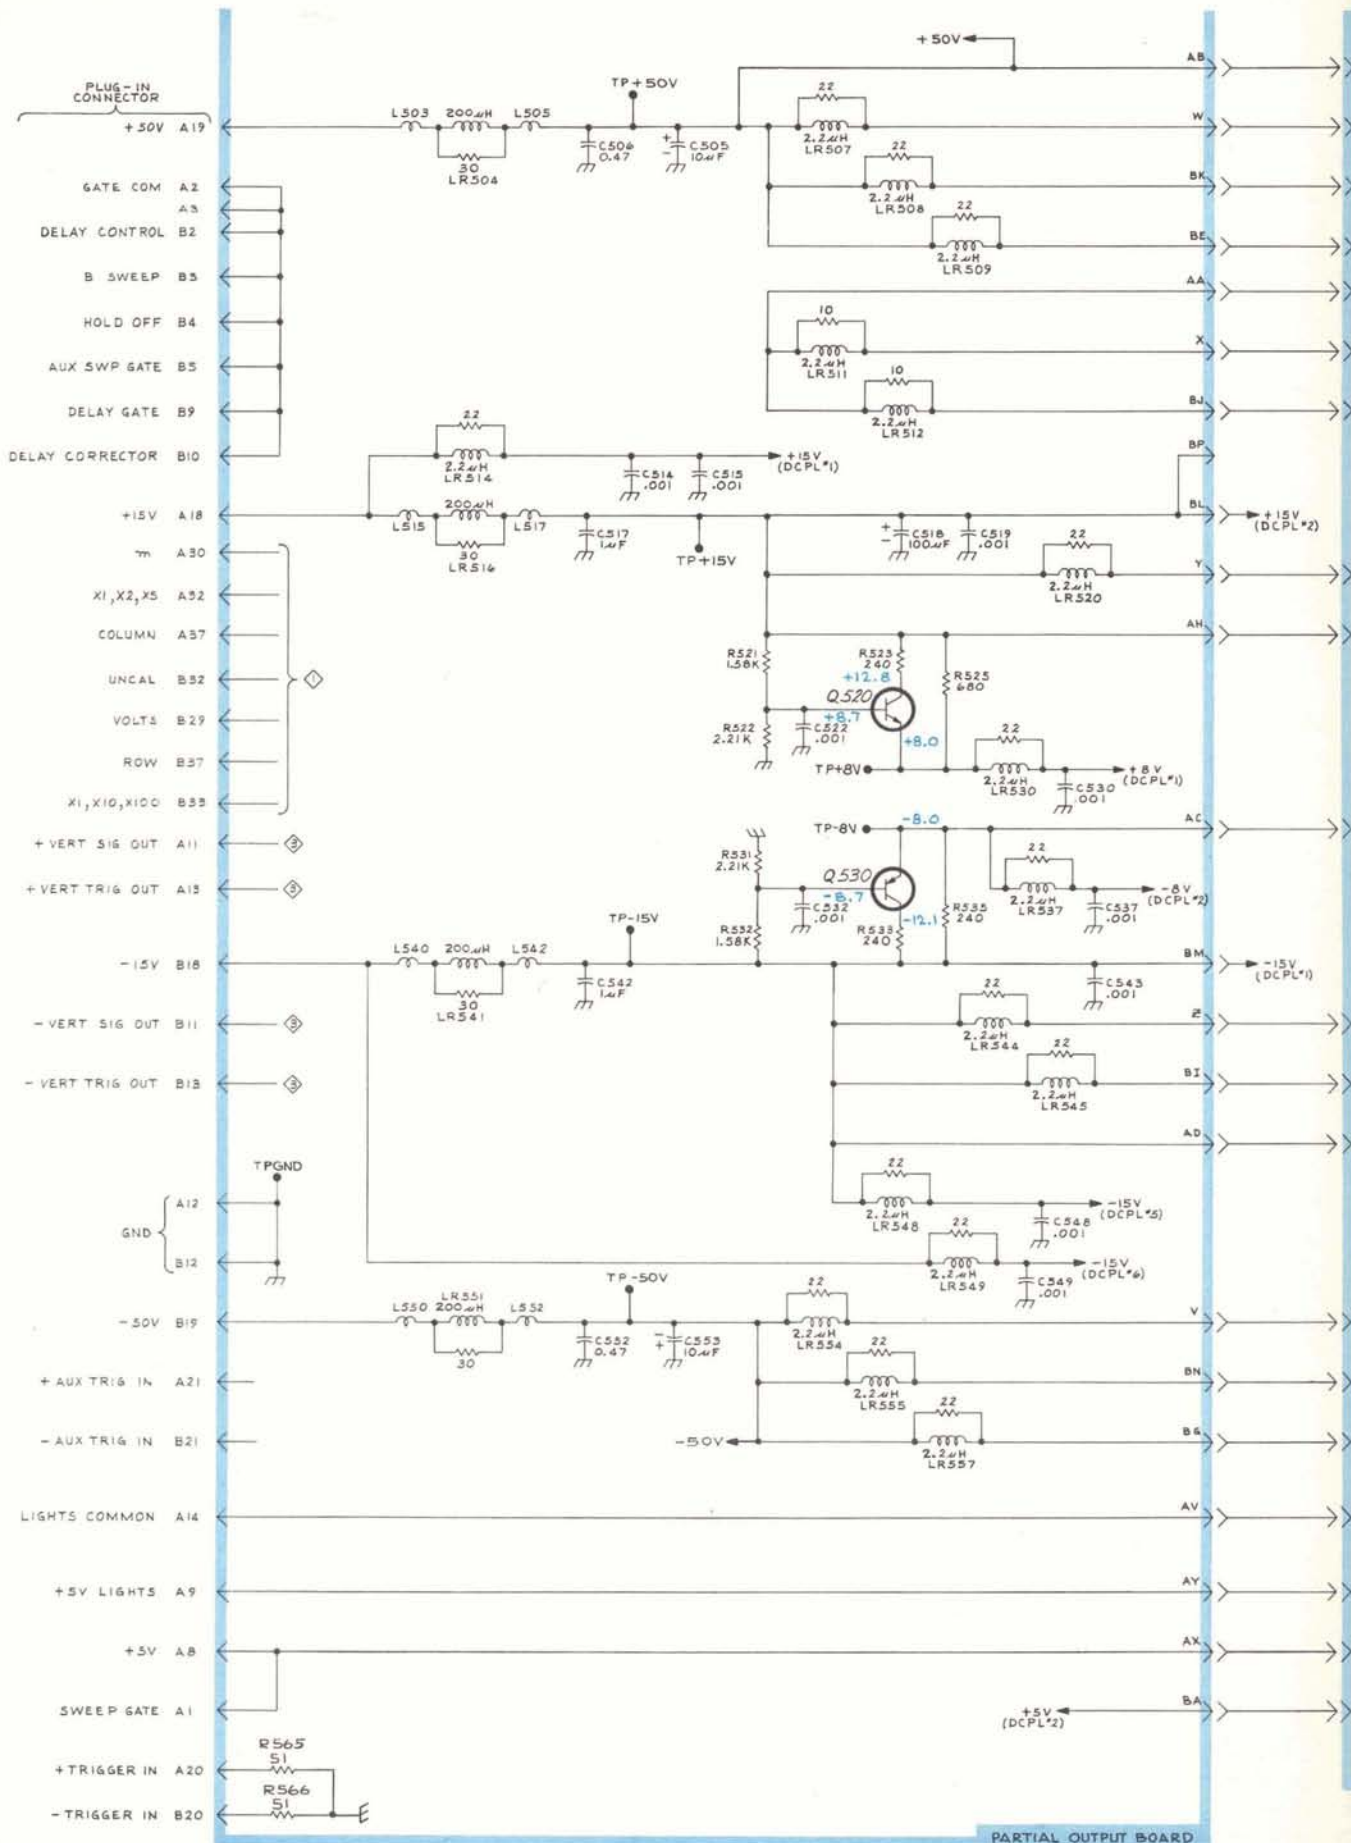 PLUG-IN
CONNECTOR
+50V A19
GATE COM A2
A3
DELAY CONTROL B2
B SWEEP B3
HOLD OFF B4
AUX SWP GATE B5
DELAY GATE B9
DELAY CORRECTOR B10
+15V A18
m A30
X1,X2,X5 A32
COLUMN A37
UNCAL B32
VOLTS B29
ROW B37
X1,X10,X100 B33
+VERT SIG OUT A11
+VERT TRIG OUT A13
-15V B18
-VERT SIG OUT B11
-VERT TRIG OUT B13
TPGND
A12
GND
B12
-50V B19
+AUX TRIG IN A21
-AUX TRIG IN B21
LIGHTS COMMON A14
+5V LIGHTS A9
+5V A8
SWEEP GATE A1
+TRIGGER IN A20
-TRIGGER IN B20
R565
51
R566
51
1
3
3
3
3
L503 200µH L505
30
LR504
TP+50V
C506
0.47
+
-
C505
10µF
+50V
22
2.2µH
LR507
22
2.2µH
LR508
22
2.2µH
LR509
10
2.2µH
LR511
10
2.2µH
LR512
22
2.2µH
LR514
C514
.001
C515
.001
+15V
(DCPL#1)
L515 200µH L517
30
LR516
C517
1µF
TP+15V
+
-
C518
100µF
C519
.001
22
2.2µH
LR520
+15V
(DCPL#2)
R521
1.58K
R522
2.21K
R523
240
+12.8
Q520
+8.7
C522
.001
+8.0
R525
680
TP+8V
22
2.2µH
LR530
C530
.001
+8V
(DCPL#1)
TP-8V
-8.0
R531
2.21K
Q530
-8.7
C532
.001
-12.1
R532
1.58K
R533
240
R535
240
22
2.2µH
LR537
C537
.001
-8V
(DCPL#2)
TP-15V
L540 200µH L542
30
LR541
C542
1µF
C543
.001
-15V
(DCPL#1)
22
2.2µH
LR544
22
2.2µH
LR545
22
2.2µH
LR548
C548
.001
-15V
(DCPL#5)
22
2.2µH
LR549
C549
.001
-15V
(DCPL#6)
TP-50V
LR551
L550 200µH L552
30
C552
0.47
-
+
C553
10µF
22
2.2µH
LR554
22
2.2µH
LR555
-50V
22
2.2µH
LR557
+5V
(DCPL#2)
AB
W
BK
BE
AA
X
BJ
BP
BL
Y
AH
AC
BM
Z
BI
AD
V
BN
BG
AV
AY
AX
BA
PARTIAL OUTPUT BOARD